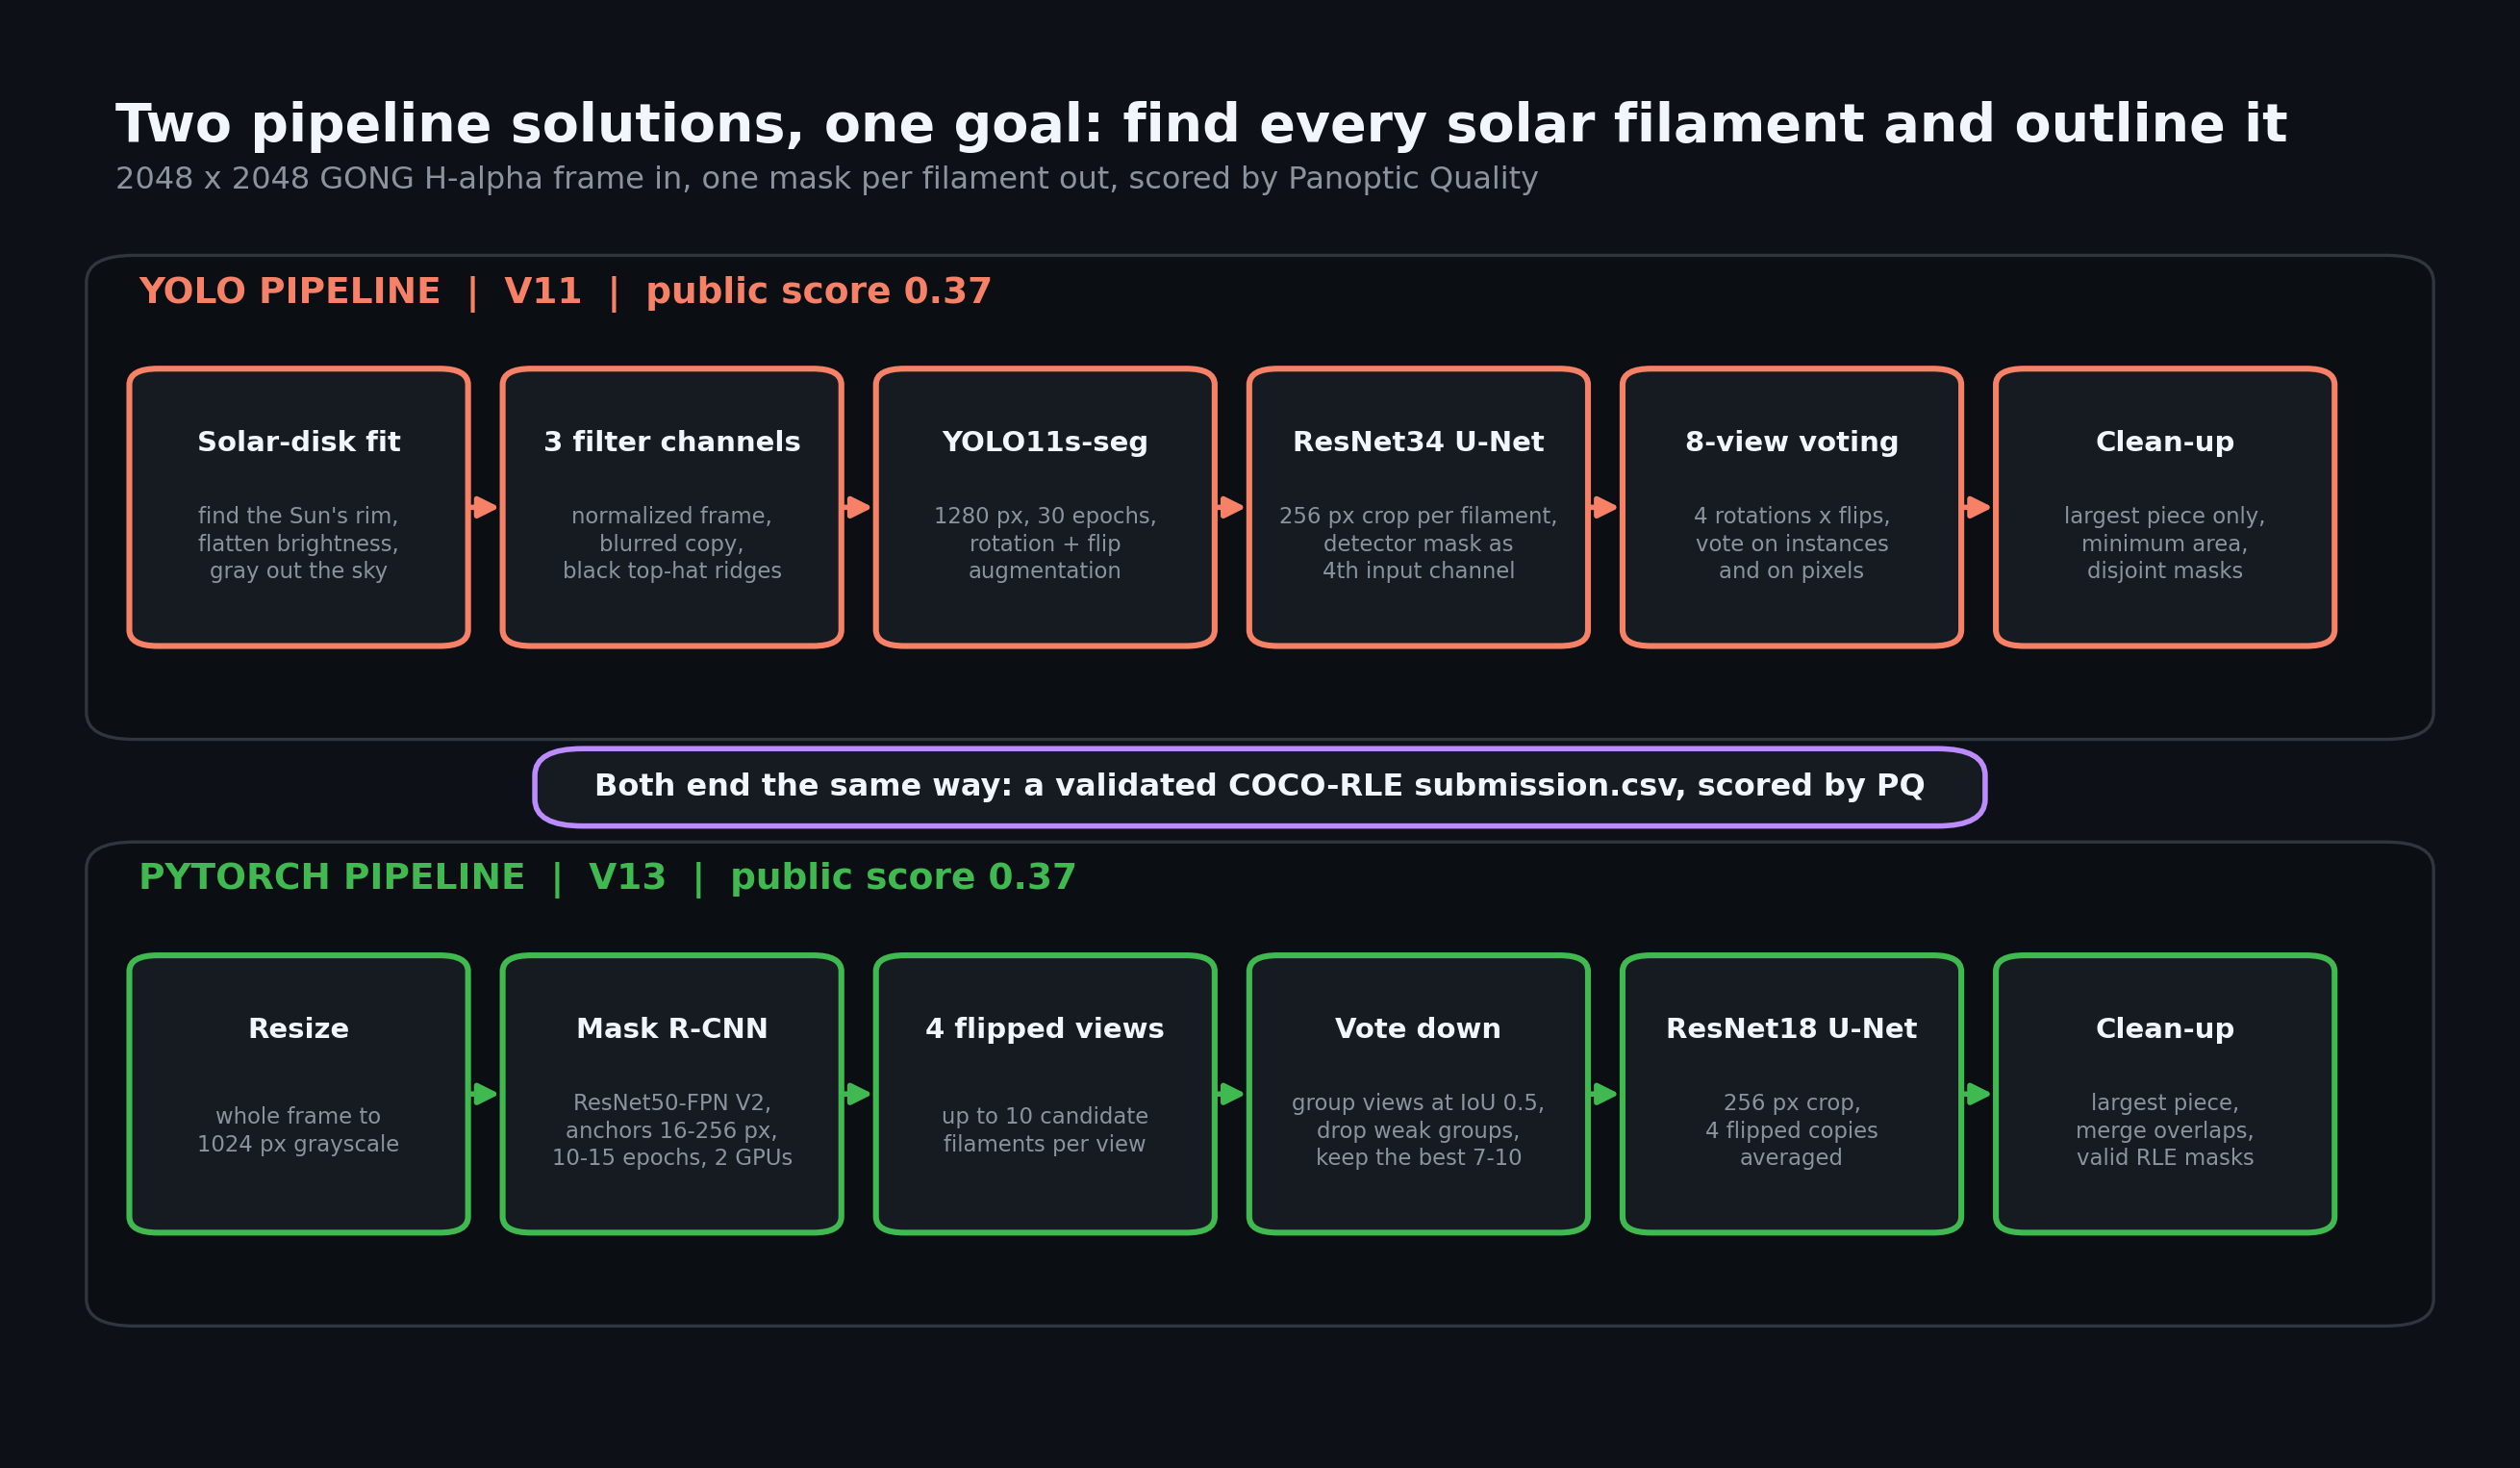 Two pipeline solutions, one goal: find every solar filament and outline it
2048 x 2048 GONG H-alpha frame in, one mask per filament out, scored by Panoptic Quality
YOLO PIPELINE | V11 | public score 0.37
Solar-disk fit
find the Sun's rim,
flatten brightness,
gray out the sky
3 filter channels
normalized frame,
blurred copy,
black top-hat ridges
YOLO11s-seg
1280 px, 30 epochs,
rotation + flip
augmentation
ResNet34 U-Net
256 px crop per filament,
detector mask as
4th input channel
8-view voting
4 rotations x flips,
vote on instances
and on pixels
Clean-up
largest piece only,
minimum area,
disjoint masks
Both end the same way: a validated COCO-RLE submission.csv, scored by PQ
PYTORCH PIPELINE | V13 | public score 0.37
Resize
whole frame to
1024 px grayscale
Mask R-CNN
ResNet50-FPN V2,
anchors 16-256 px,
10-15 epochs, 2 GPUs
4 flipped views
up to 10 candidate
filaments per view
Vote down
group views at IoU 0.5,
drop weak groups,
keep the best 7-10
ResNet18 U-Net
256 px crop,
4 flipped copies
averaged
Clean-up
largest piece,
merge overlaps,
valid RLE masks